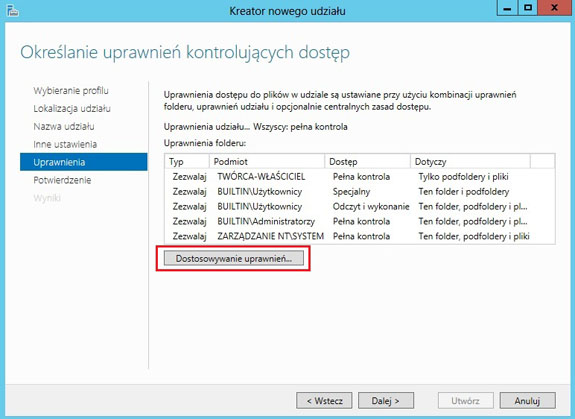 Kreator nowego udziału
Określanie uprawnień kontrolujących dostęp
Wybieranie profilu
Lokalizacja udziału
Nazwa udziału
Inne ustawienia
Uprawnienia
Potwierdzenie
Wyniki
Uprawnienia dostępu do plików w udziale są ustawiane przy użyciu kombinacji uprawnień
folderu, uprawnień udziału i opcjonalnie centralnych zasad dostępu.
Uprawnienia udziału... Wszyscy: pełna kontrola
Uprawnienia folderu:
Typ Podmiot Dostęp Dotyczy
Zezwalaj TWÓRCA-WŁAŚCICIEL Pełna kontrola Tylko podfoldery i pliki
Zezwalaj BUILTIN\Użytkownicy Specjalny Ten folder i podfoldery
Zezwalaj BUILTIN\Użytkownicy Odczyt i wykonanie Ten folder, podfoldery i pl...
Zezwalaj BUILTIN\Administratorzy Pełna kontrola Ten folder, podfoldery i pl...
Zezwalaj ZARZĄDZANIE NT\SYSTEM Pełna kontrola Ten folder, podfoldery i pliki
Dostosowywanie uprawnień...
< Wstecz Dalej > Utwórz Anuluj